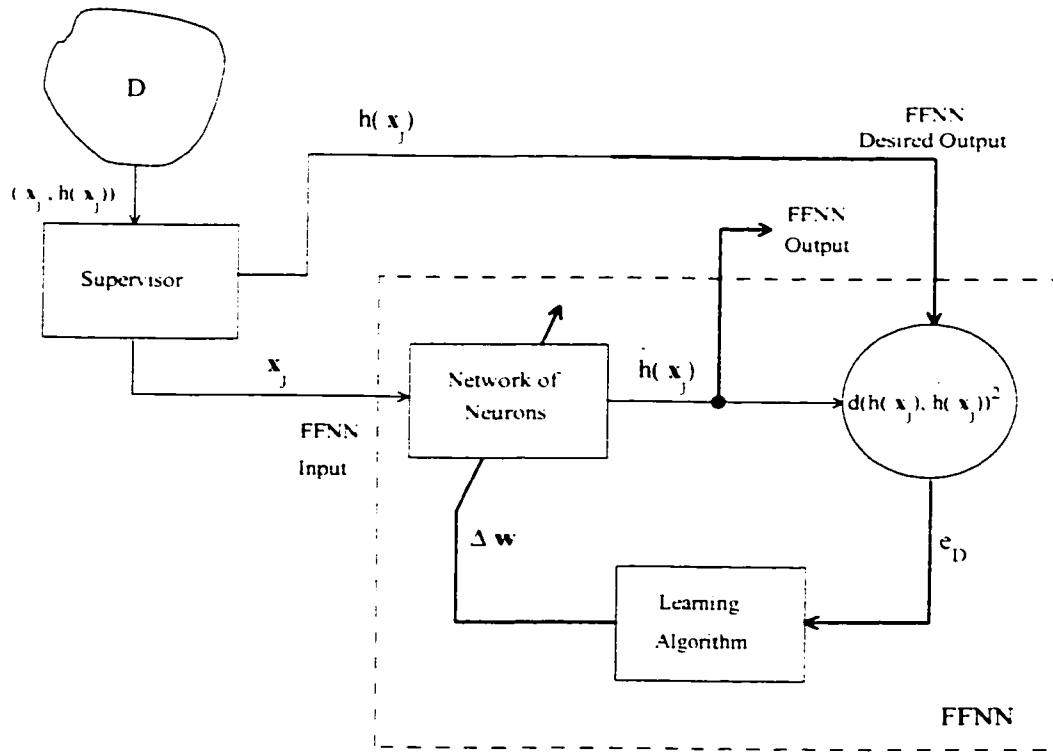 D
h( x_j )
FFNN
Desired Output
( x_j , h( x_j ))
FFNN
Output
Supervisor
x_j
ḣ( x_j )
Network of
Neurons
d(h( x_j ), ḣ( x_j ))²
FFNN
Input
Δ w
e_D
Learning
Algorithm
FFNN